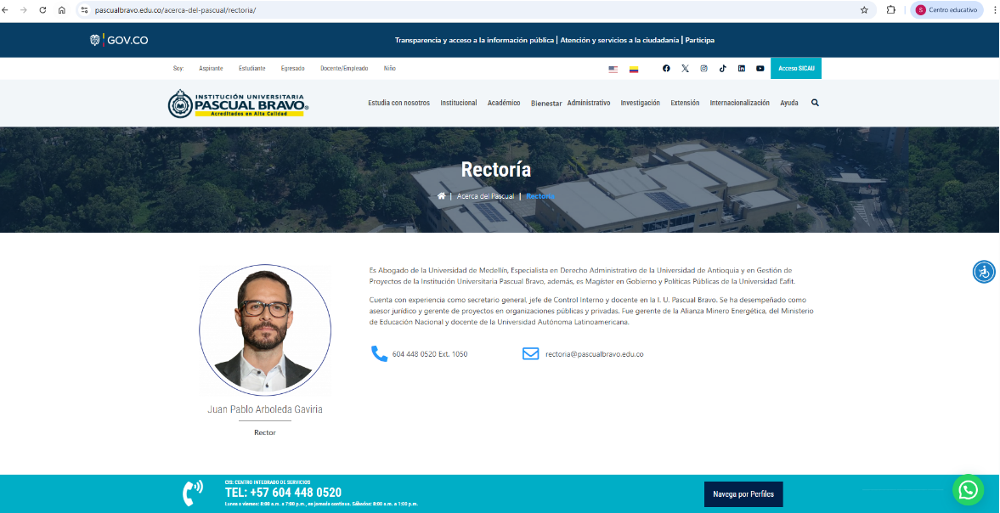 pascualbravo.edu.co/acerca-del-pascual/rectoria/
S Centro educativo
GOV.CO
Transparencia y acceso a la información pública | Atención y servicios a la ciudadanía | Participa
Soy: Aspirante Estudiante Egresado Docente/Empleado Niño
Acceso SICAU
INSTITUCIÓN UNIVERSITARIA
PASCUAL BRAVO®
Acreditados en Alta Calidad
Estudia con nosotros Institucional Académico Bienestar Administrativo Investigación Extensión Internacionalización Ayuda
Rectoría
| Acerca del Pascual | Rectoría
Es Abogado de la Universidad de Medellín, Especialista en Derecho Administrativo de la Universidad de Antioquia y en Gestión de
Proyectos de la Institución Universitaria Pascual Bravo, además, es Magíster en Gobierno y Políticas Públicas de la Universidad Eafit.
Cuenta con experiencia como secretario general, jefe de Control Interno y docente en la I. U. Pascual Bravo. Se ha desempeñado como
asesor jurídico y gerente de proyectos en organizaciones públicas y privadas. Fue gerente de la Alianza Minero Energética, del Ministerio
de Educación Nacional y docente de la Universidad Autónoma Latinoamericana.
604 448 0520 Ext. 1050
rectoria@pascualbravo.edu.co
Juan Pablo Arboleda Gaviria
Rector
CIS: CENTRO INTEGRADO DE SERVICIOS
TEL: +57 604 448 0520
Lunes a viernes: 8:00 a.m. a 7:00 p.m., en jornada continua. Sábados: 8:00 a.m. a 1:00 p.m.
Navega por Perfiles